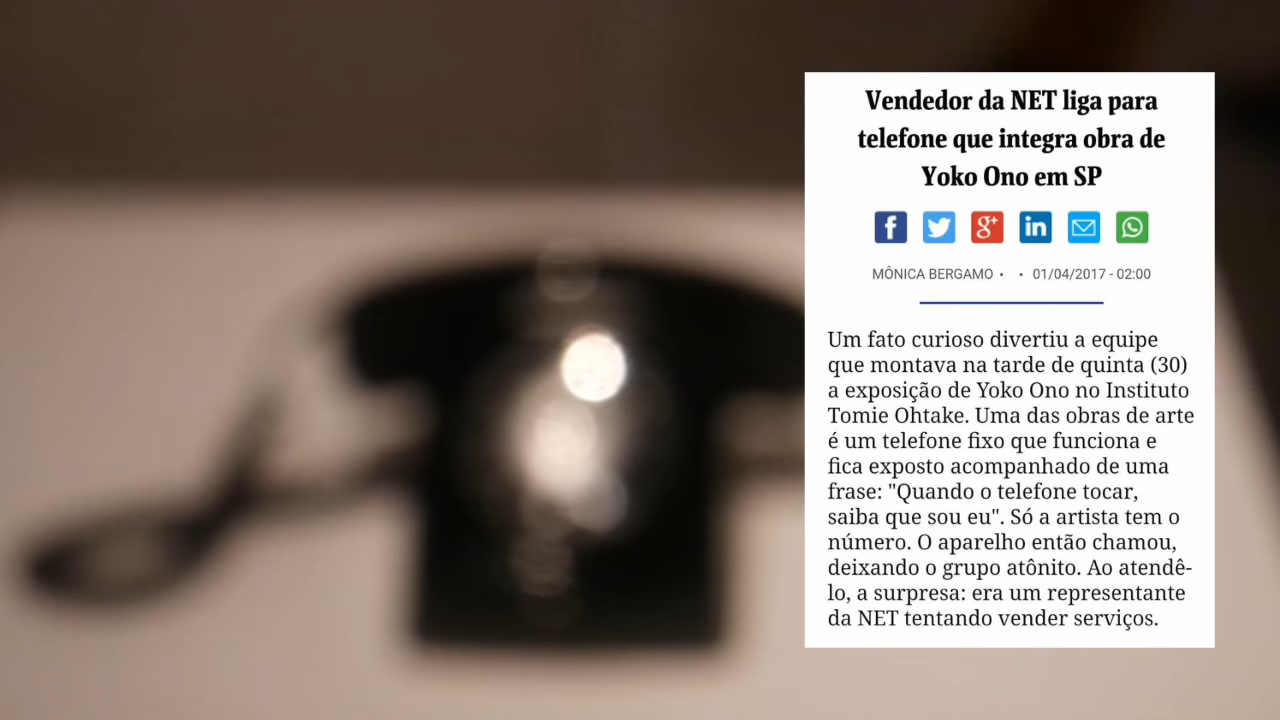 Vendedor da NET liga para
telefone que integra obra de
Yoko Ono em SP
MÔNICA BERGAMO • • 01/04/2017 - 02:00
Um fato curioso divertiu a equipe
que montava na tarde de quinta (30)
a exposição de Yoko Ono no Instituto
Tomie Ohtake. Uma das obras de arte
é um telefone fixo que funciona e
fica exposto acompanhado de uma
frase: "Quando o telefone tocar,
saiba que sou eu". Só a artista tem o
número. O aparelho então chamou,
deixando o grupo atônito. Ao atendê-
lo, a surpresa: era um representante
da NET tentando vender serviços.